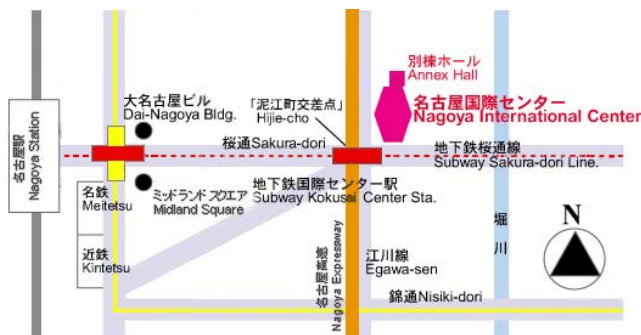 別棟ホール
Annex Hall
名古屋国際センター
Nagoya International Center
大名古屋ビル
Dai-Nagoya Bldg.
「泥江町交差点」
Hijie-cho
桜通Sakura-dori
地下鉄桜通線
Subway Sakura-dori Line.
名古屋駅
Nagoya Station
名鉄
Meitetsu
ミッドランドスクエア
Midland Square
地下鉄国際センター駅
Subway Kokusai Center Sta.
近鉄
Kintetsu
名古屋高速
Nagoya Expressway
江川線
Egawa-sen
堀川
N
錦通Nisiki-dori